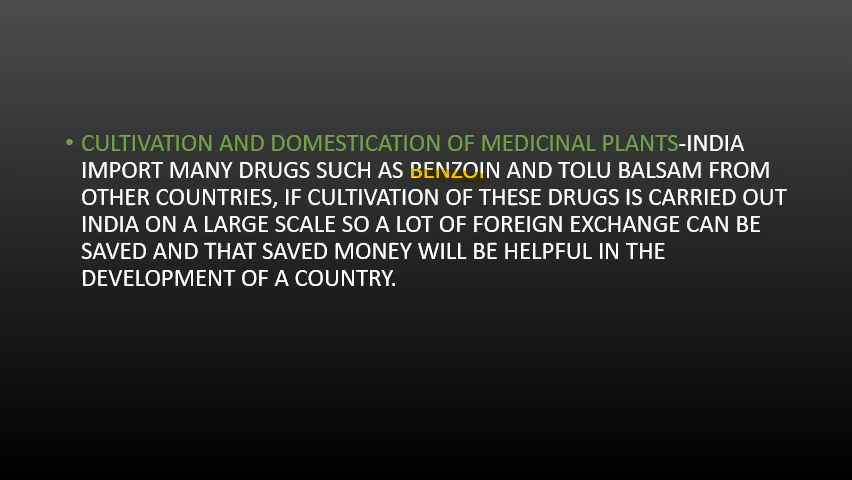 • CULTIVATION AND DOMESTICATION OF MEDICINAL PLANTS-INDIA
IMPORT MANY DRUGS SUCH AS BENZOIN AND TOLU BALSAM FROM
OTHER COUNTRIES, IF CULTIVATION OF THESE DRUGS IS CARRIED OUT
INDIA ON A LARGE SCALE SO A LOT OF FOREIGN EXCHANGE CAN BE
SAVED AND THAT SAVED MONEY WILL BE HELPFUL IN THE
DEVELOPMENT OF A COUNTRY.